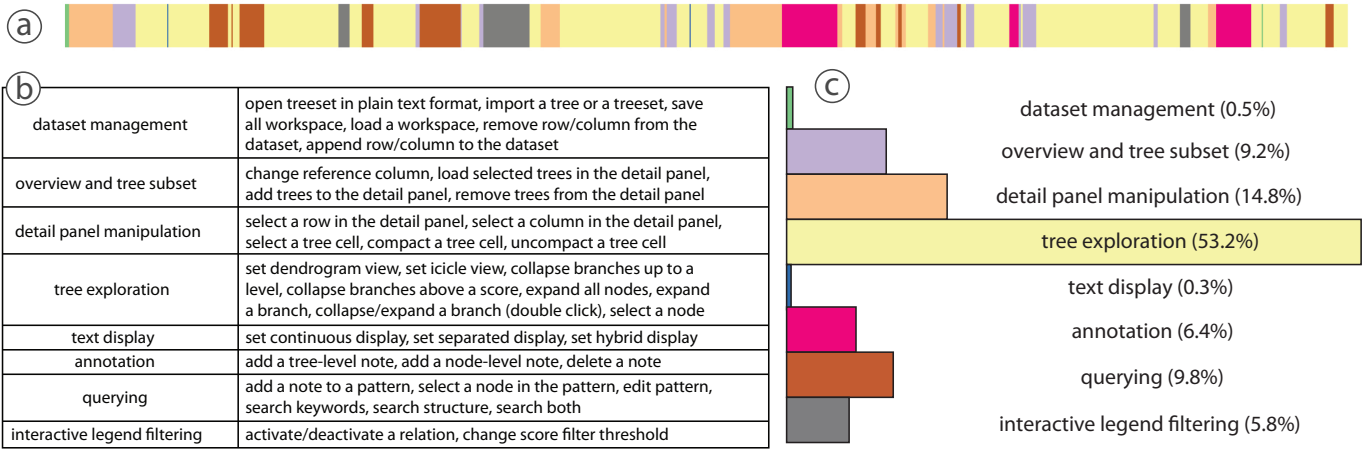 a
b
dataset management
open treeset in plain text format, import a tree or a treeset, save
all workspace, load a workspace, remove row/column from the
dataset, append row/column to the dataset
overview and tree subset
change reference column, load selected trees in the detail panel,
add trees to the detail panel, remove trees from the detail panel
detail panel manipulation
select a row in the detail panel, select a column in the detail panel,
select a tree cell, compact a tree cell, uncompact a tree cell
tree exploration
set dendrogram view, set icicle view, collapse branches up to a
level, collapse branches above a score, expand all nodes, expand
a branch, collapse/expand a branch (double click), select a node
text display
set continuous display, set separated display, set hybrid display
annotation
add a tree-level note, add a node-level note, delete a note
querying
add a note to a pattern, select a node in the pattern, edit pattern,
search keywords, search structure, search both
interactive legend filtering
activate/deactivate a relation, change score filter threshold
c
dataset management (0.5%)
overview and tree subset (9.2%)
detail panel manipulation (14.8%)
tree exploration (53.2%)
text display (0.3%)
annotation (6.4%)
querying (9.8%)
interactive legend filtering (5.8%)